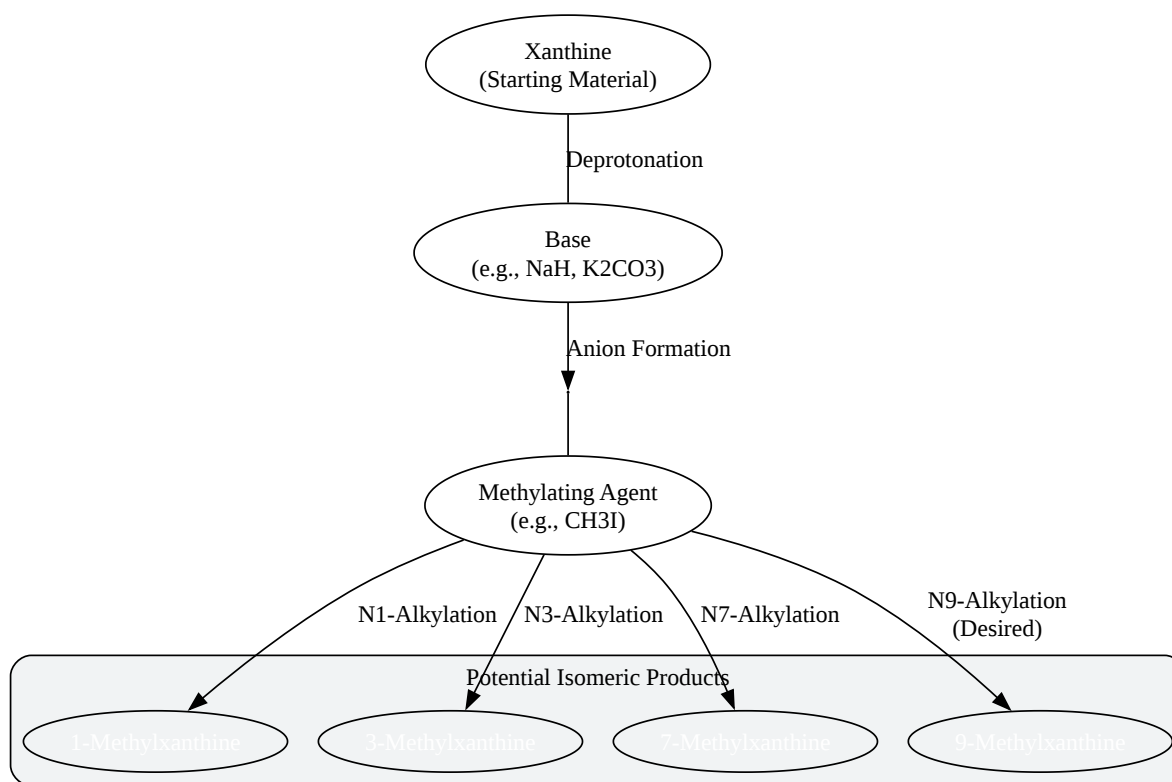 Xanthine
(Starting Material)
Deprotonation
Base
(e.g., NaH, K2CO3)
Anion Formation
Methylating Agent
(e.g., CH3I)
N1-Alkylation
N3-Alkylation
N7-Alkylation
N9-Alkylation
(Desired)
Potential Isomeric Products
1-Methylxanthine
3-Methylxanthine
7-Methylxanthine
9-Methylxanthine